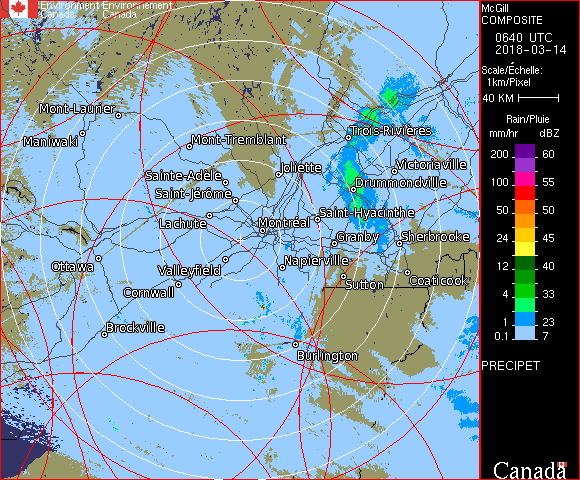 Environment Environnement
Canada Canada
McGill
COMPOSITE
0640 UTC
2018-03-14
Scale/Échelle:
1km/Pixel
40 KM
Rain/Pluie
mm/hr dBZ
200 60
100 55
50 50
24 45
12 40
4 33
1 23
0.1 7
PRECIPET
Canada
Mont-Laurier
Maniwaki
Mont-Tremblant
Trois-Rivières
Joliette
Victoriaville
Sainte-Adèle
Drummondville
Saint-Jérôme
Saint-Hyacinthe
Lachute
Montréal
Granby
Sherbrooke
Ottawa
Valleyfield
Napierville
Cornwall
Sutton
Coaticook
Brockville
Burlington